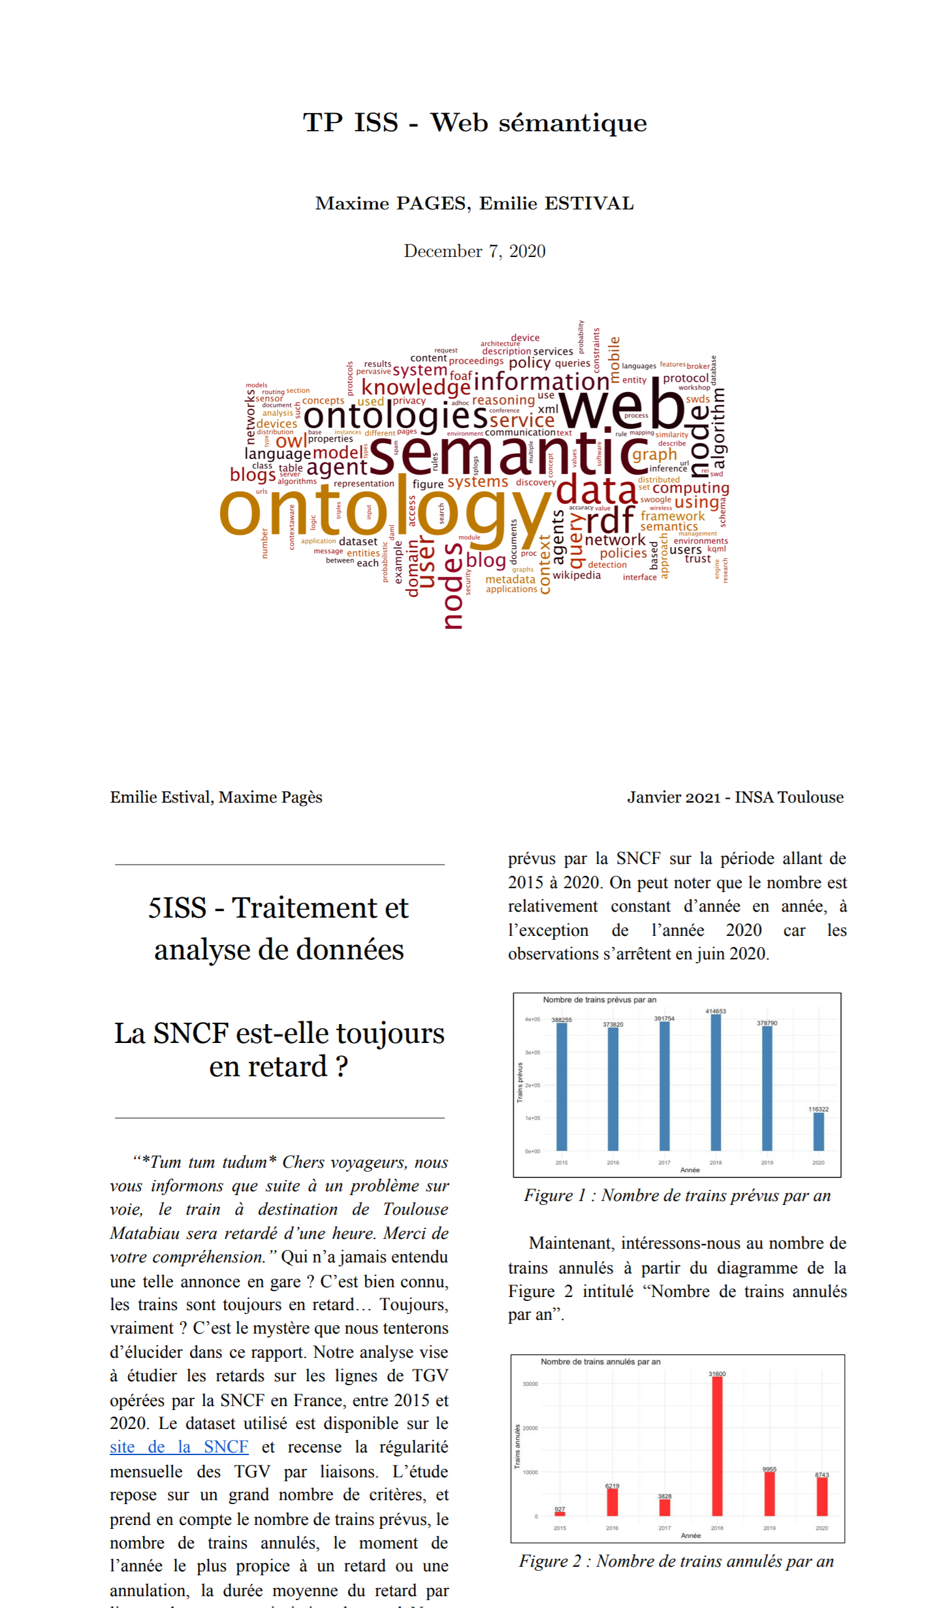 TP ISS - Web sémantique
Maxime PAGES, Emilie ESTIVAL
December 7, 2020
device
architecture
probability
constraints
request
description services
mobile
content proceedings policy queries
results
protocols
pervasive system foaf
languages features broker
database
knowledge information entity protocol
workshop
models
routing section
sensor
networks
document
such
concepts used privacy adhoc reasoning use
xml
web
swds
node
algorithm
analysis
devices
ontologies conference service
process
distribution base instances different pages environment communication text rule mapping similarity
type owl properties
semantic
describe
language model types spam rules splogs multiple concept values software graph url
class table server agent inference rel swd
blogs algorithms representation figure systems discovery data distributed
set computing
urls
ontology
access search accuracy value
swoogle using
wireless
schema
number contextaware logic triples input
rdf framework
semantics
application dataset daml user module documents agents query network management
environments
message entities policies based approach users kqml
between each probabilistic example domain nodes security blog proc context detection trust
graphs
metadata wikipedia interface engine research
applications
Emilie Estival, Maxime Pagès
Janvier 2021 - INSA Toulouse
5ISS - Traitement et
analyse de données
La SNCF est-elle toujours
en retard ?
“*Tum tum tudum* Chers voyageurs, nous
vous informons que suite à un problème sur
voie, le train à destination de Toulouse
Matabiau sera retardé d’une heure. Merci de
votre compréhension.” Qui n’a jamais entendu
une telle annonce en gare ? C’est bien connu,
les trains sont toujours en retard… Toujours,
vraiment ? C’est le mystère que nous tenterons
d’élucider dans ce rapport. Notre analyse vise
à étudier les retards sur les lignes de TGV
opérées par la SNCF en France, entre 2015 et
2020. Le dataset utilisé est disponible sur le
site de la SNCF et recense la régularité
mensuelle des TGV par liaisons. L’étude
repose sur un grand nombre de critères, et
prend en compte le nombre de trains prévus, le
nombre de trains annulés, le moment de
l’année le plus propice à un retard ou une
annulation, la durée moyenne du retard par
prévus par la SNCF sur la période allant de
2015 à 2020. On peut noter que le nombre est
relativement constant d’année en année, à
l’exception de l’année 2020 car les
observations s’arrêtent en juin 2020.
Nombre de trains prévus par an
Trains prévus
4e+05
3e+05
2e+05
1e+05
0e+00
388255
373820
391754
414653
378790
116322
2015 2016 2017 2018 2019 2020
Année
Figure 1 : Nombre de trains prévus par an
Maintenant, intéressons-nous au nombre de
trains annulés à partir du diagramme de la
Figure 2 intitulé “Nombre de trains annulés
par an”.
Nombre de trains annulés par an
Trains annulés
30000
20000
10000
0
927
6219
3828
31600
9955
8743
2015 2016 2017 2018 2019 2020
Année
Figure 2 : Nombre de trains annulés par an